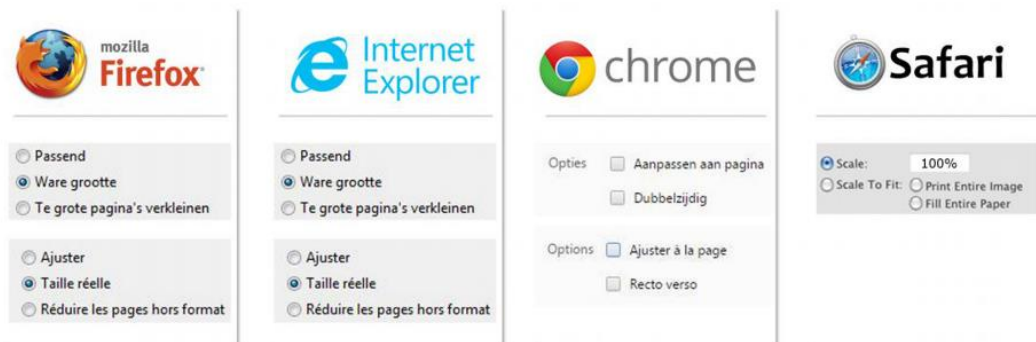 mozilla
Firefox
Passend
Ware grootte
Te grote pagina's verkleinen
Ajuster
Taille réelle
Réduire les pages hors format
Internet
Explorer
Passend
Ware grootte
Te grote pagina's verkleinen
Ajuster
Taille réelle
Réduire les pages hors format
chrome
Opties Aanpassen aan pagina
Dubbelzijdig
Options Ajuster à la page
Recto verso
Safari
Scale: 100%
Scale To Fit: Print Entire Image
Fill Entire Paper